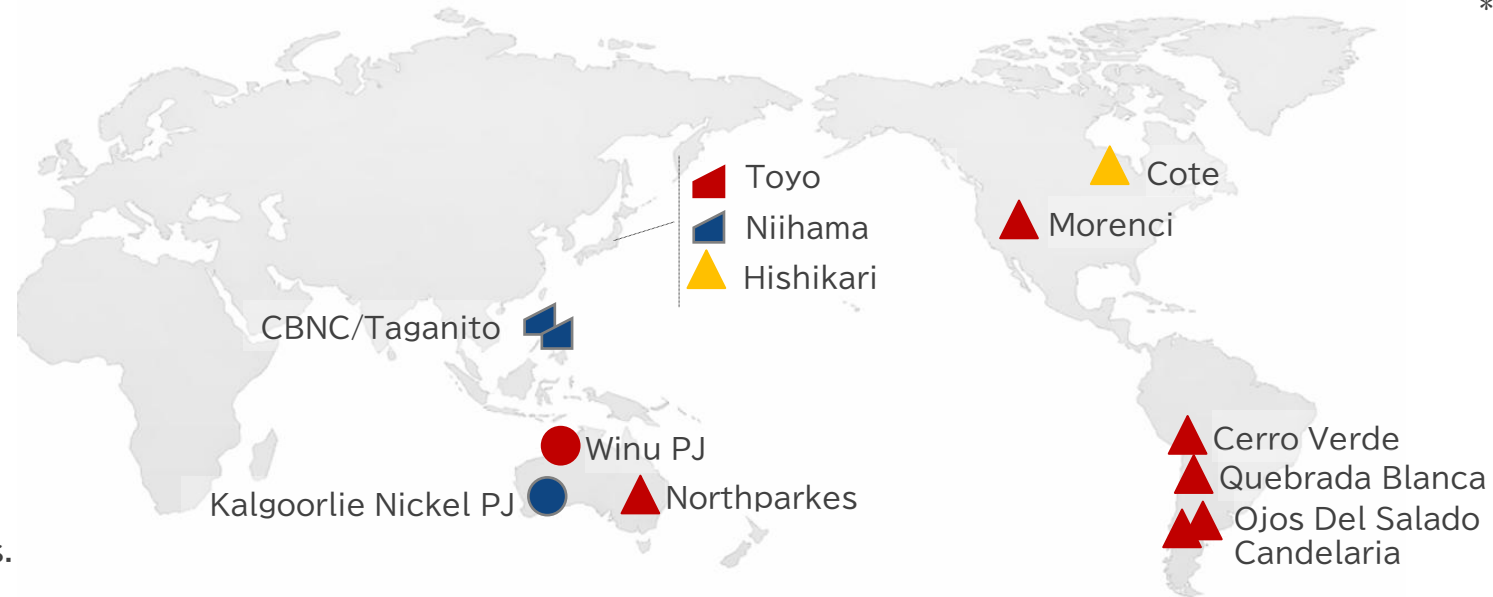 *
Toyo
Cote
Morenci
Niihama
Hishikari
CBNC/Taganito
Winu PJ
Cerro Verde
Quebrada Blanca
Kalgoorlie Nickel PJ
Northparkes
Ojos Del Salado
Candelaria
s.